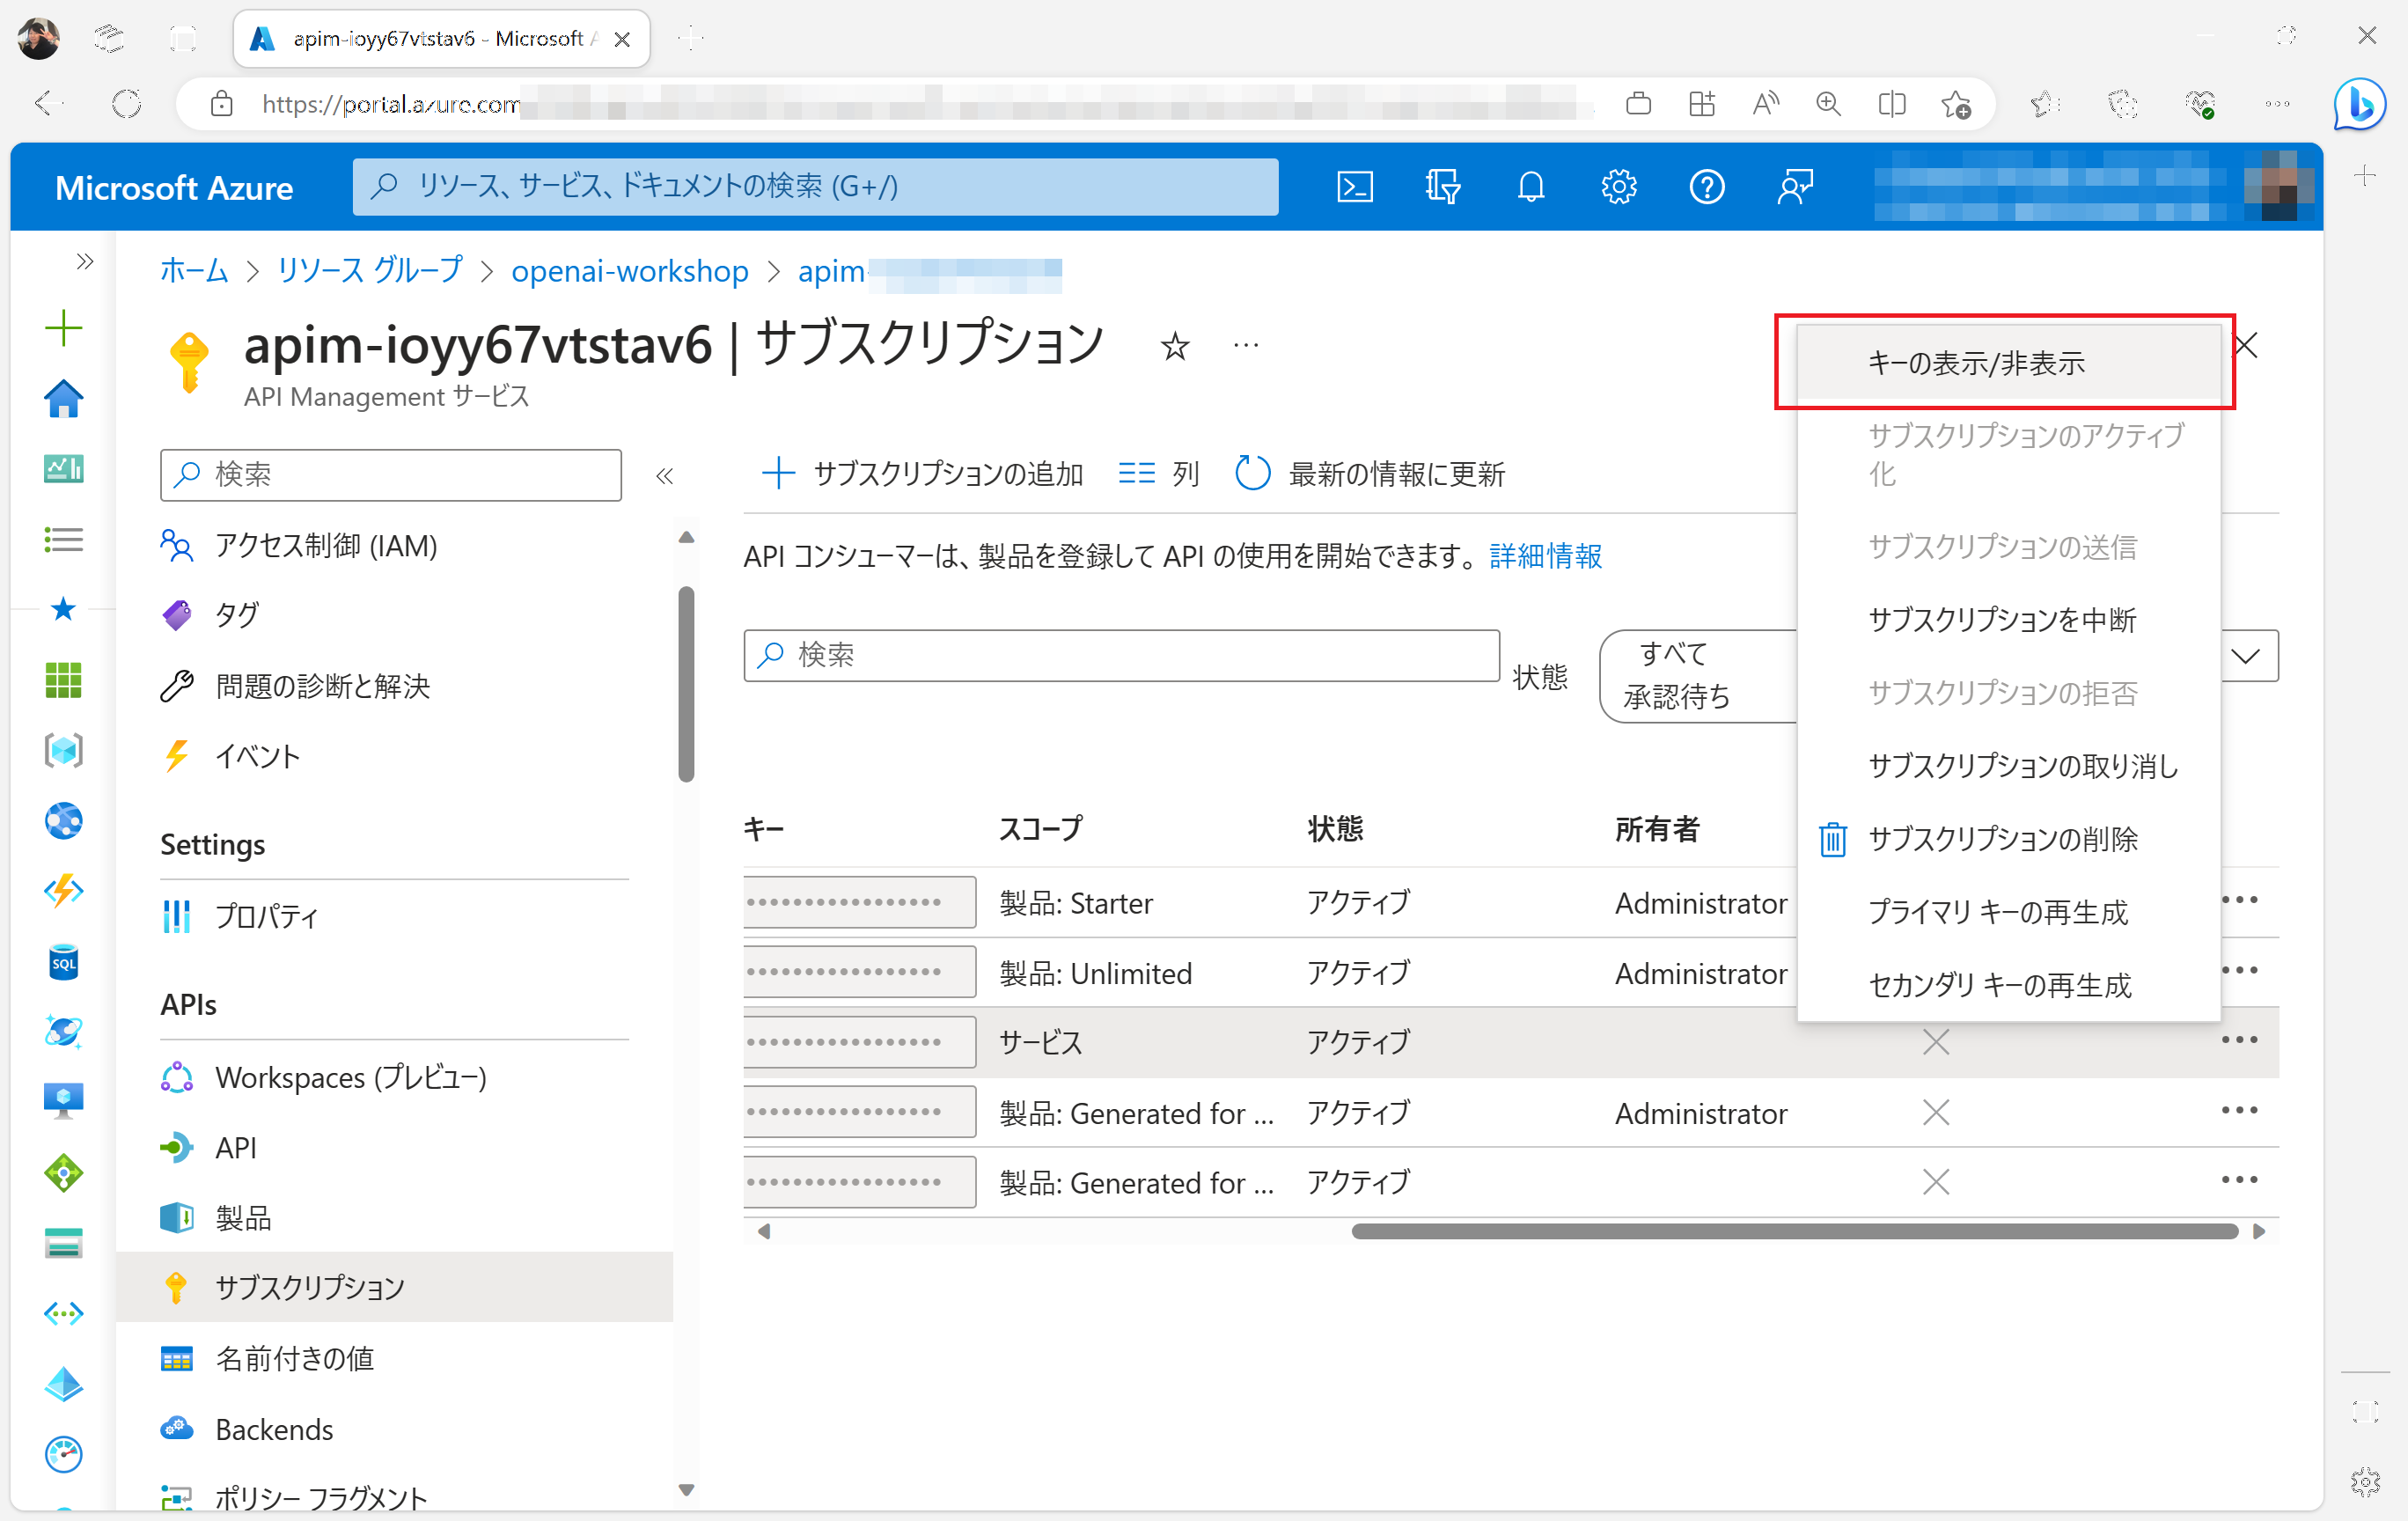 apim-ioyy67vtstav6 - Microsoft A
https://portal.azure.com
Microsoft Azure
リソース、サービス、ドキュメントの検索 (G+/)
ホーム > リソース グループ > openai-workshop > apim-
apim-ioyy67vtstav6 | サブスクリプション
API Management サービス
検索
アクセス制御 (IAM)
タグ
問題の診断と解決
イベント
Settings
プロパティ
APIs
Workspaces (プレビュー)
API
製品
サブスクリプション
名前付きの値
Backends
ポリシー フラグメント
SQL
サブスクリプションの追加
列
最新の情報に更新
API コンシューマーは、製品を登録して API の使用を開始できます。 詳細情報
検索
状態
すべて
承認待ち
キー スコープ 状態 所有者
製品: Starter アクティブ Administrator
製品: Unlimited アクティブ Administrator
サービス アクティブ
製品: Generated for ... アクティブ Administrator
製品: Generated for ... アクティブ
キーの表示/非表示
サブスクリプションのアクティブ
化
サブスクリプションの送信
サブスクリプションを中断
サブスクリプションの拒否
サブスクリプションの取り消し
サブスクリプションの削除
プライマリ キーの再生成
セカンダリ キーの再生成